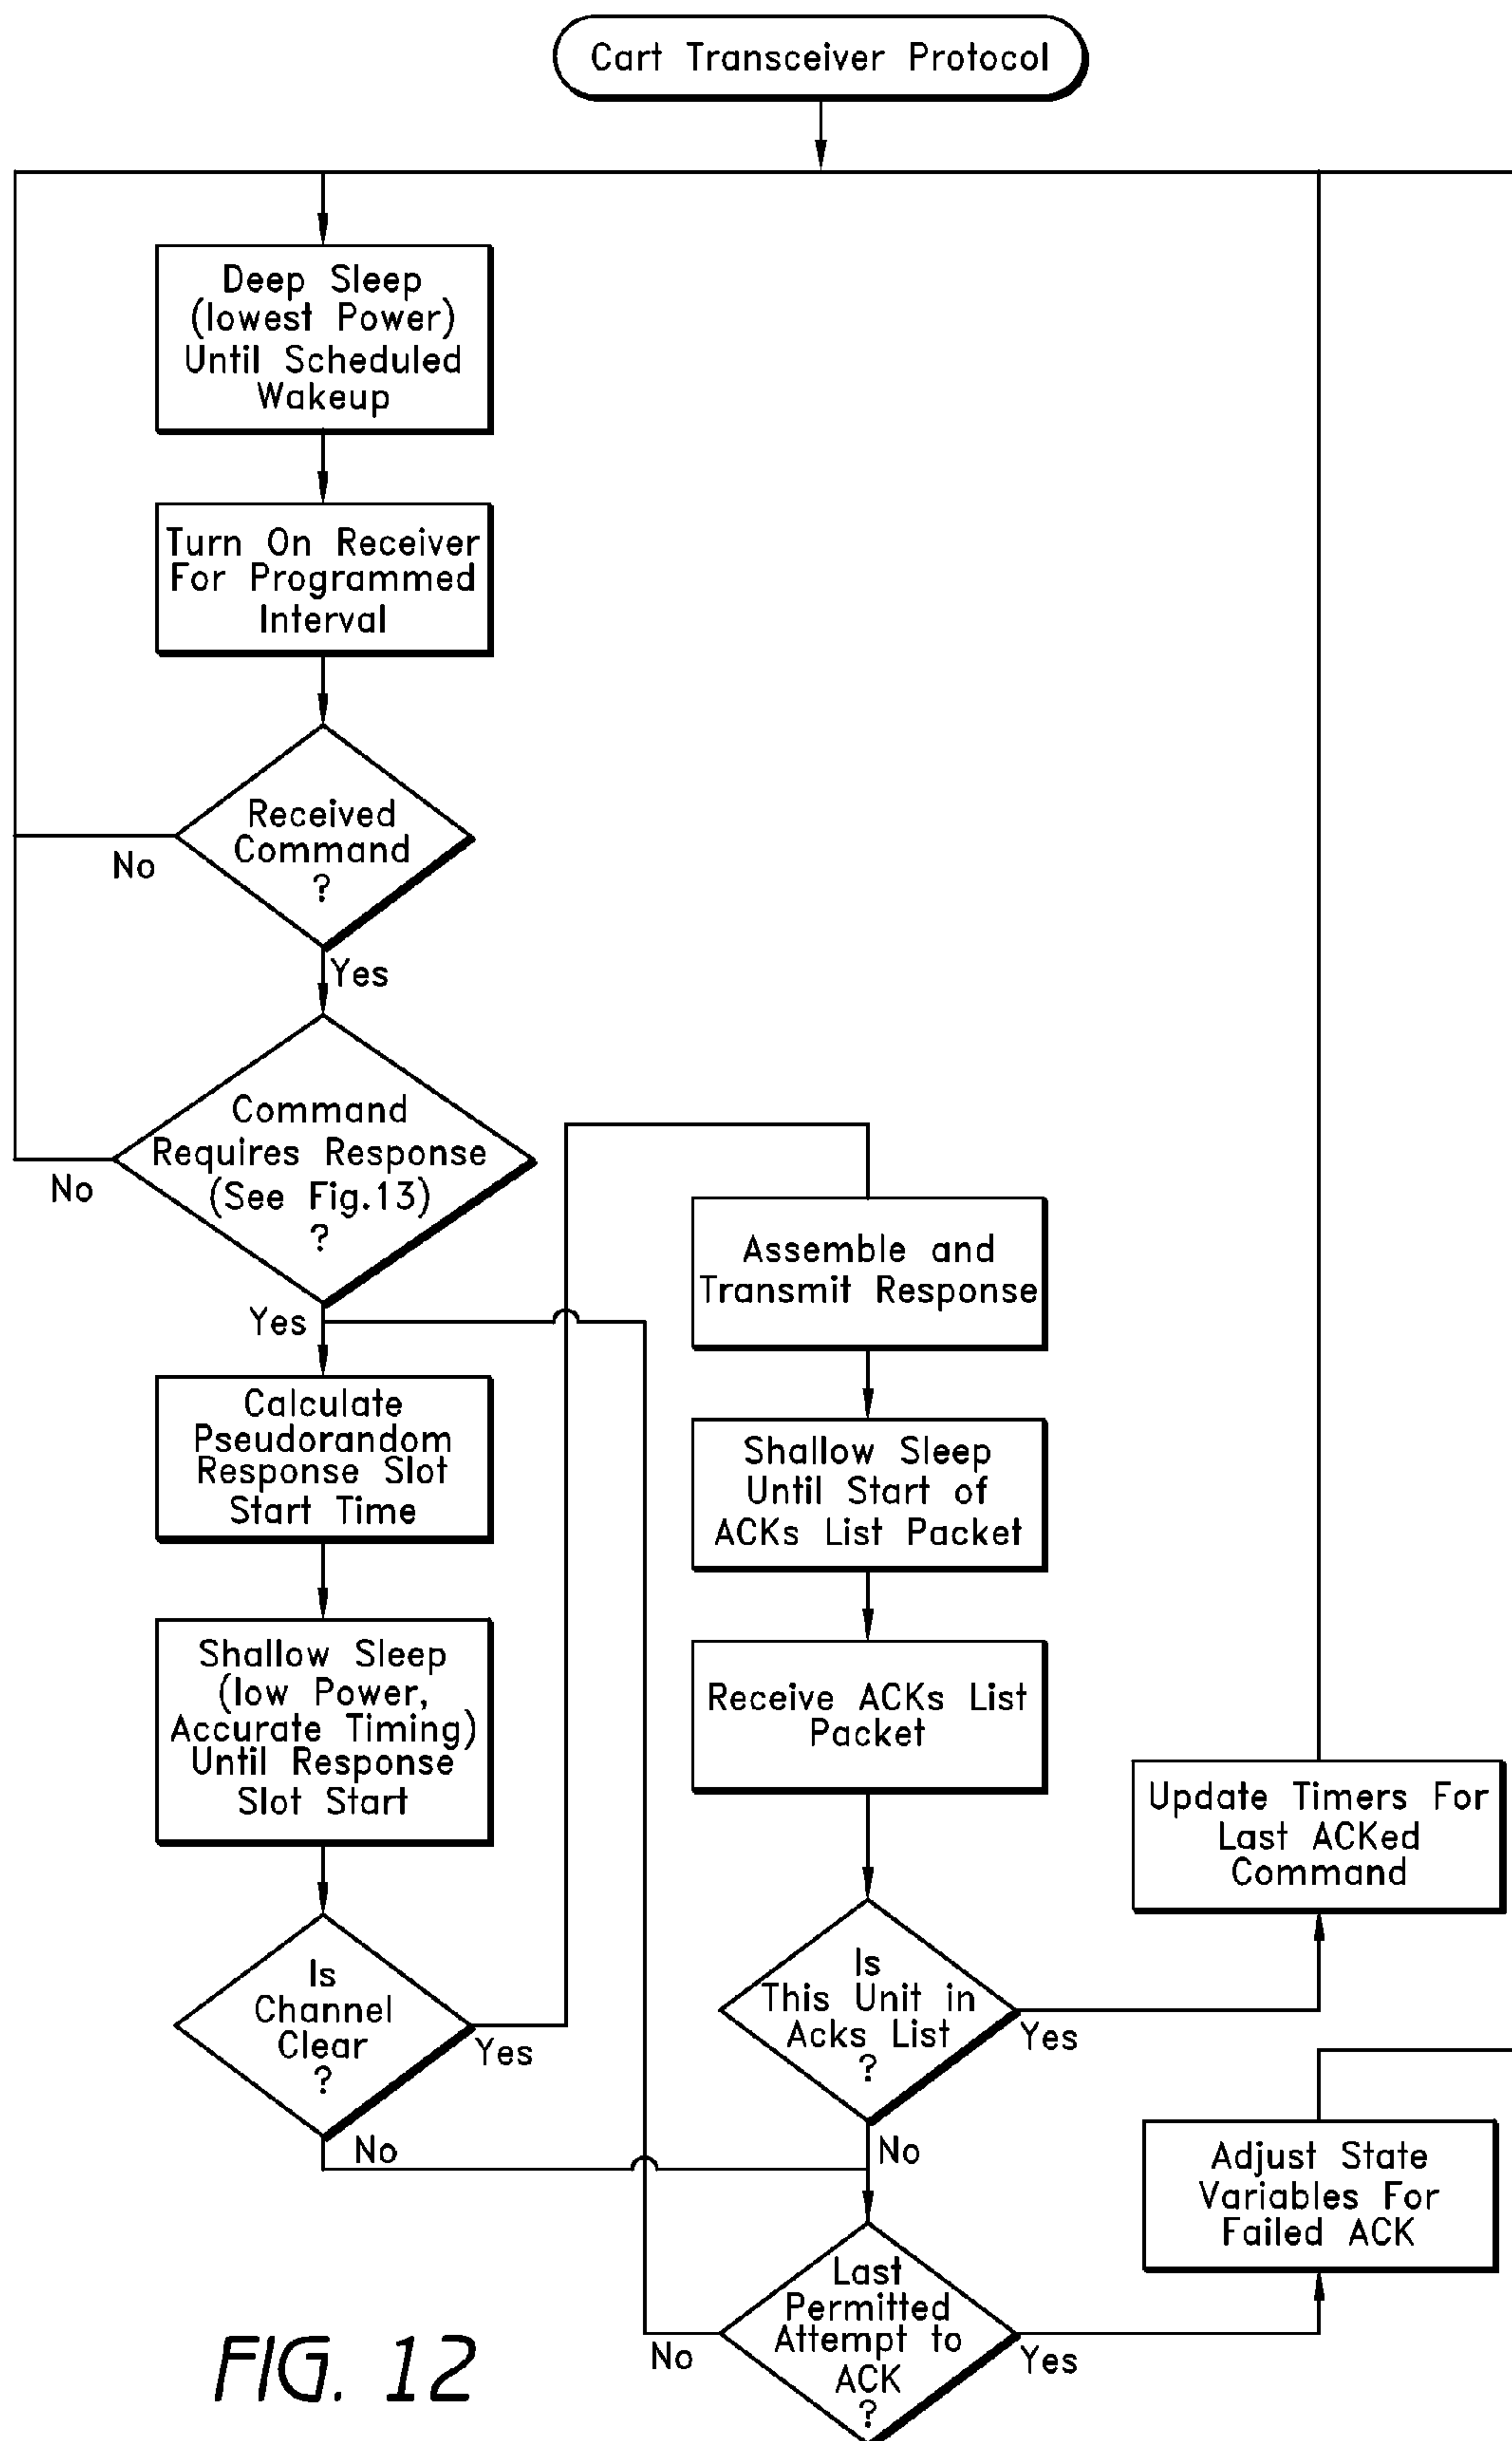 Cart Transceiver Protocol
Deep Sleep
(lowest Power)
Until Scheduled
Wakeup
Turn On Receiver
For Programmed
Interval
Received
Command
?
No
Yes
Command
Requires Response
(See Fig.13)
?
No
Yes
Calculate
Pseudorandom
Response Slot
Start Time
Shallow Sleep
(low Power,
Accurate Timing)
Until Response
Slot Start
Is
Channel
Clear
?
Yes
No
Assemble and
Transmit Response
Shallow Sleep
Until Start of
ACKs List Packet
Receive ACKs List
Packet
Is
This Unit in
Acks List
?
Yes
No
Update Timers For
Last ACKed
Command
Last
Permitted
Attempt to
ACK
?
No
Yes
Adjust State
Variables For
Failed ACK
FIG. 12